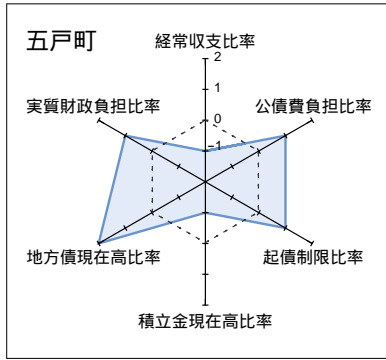 五戸町
経常収支比率
2
1
0
-1
実質財政負担比率
公債費負担比率
地方債現在高比率
起債制限比率
積立金現在高比率